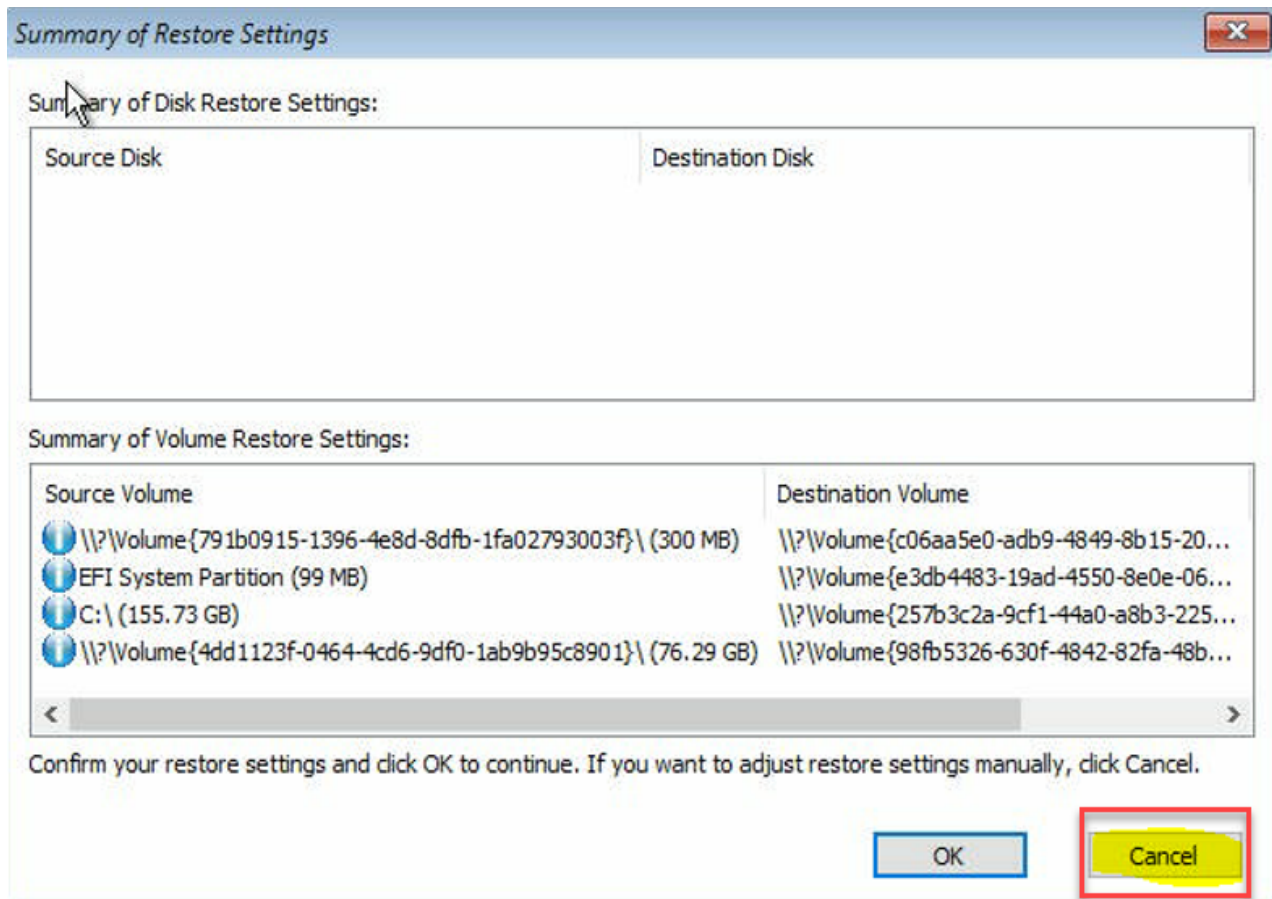 Summary of Restore Settings
Summary of Disk Restore Settings:
Source Disk Destination Disk
Summary of Volume Restore Settings:
Source Volume Destination Volume
\\?\Volume{791b0915-1396-4e8d-8dfb-1fa02793003f}\ (300 MB) \\?\Volume{c06aa5e0-adb9-4849-8b15-20...
EFI System Partition (99 MB) \\?\Volume{e3db4483-19ad-4550-8e0e-06...
C:\ (155.73 GB) \\?\Volume{257b3c2a-9cf1-44a0-a8b3-225...
\\?\Volume{4dd1123f-0464-4cd6-9df0-1ab9b95c8901}\ (76.29 GB) \\?\Volume{98fb5326-630f-4842-82fa-48b...
Confirm your restore settings and click OK to continue. If you want to adjust restore settings manually, click Cancel.
OK Cancel